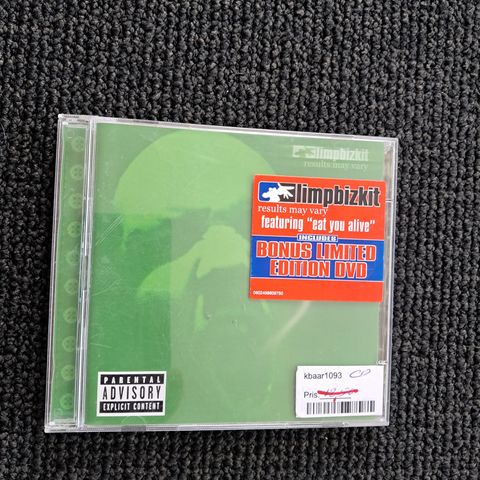 limpbizkit
results may vary
limpbizkit
results may vary
featuring "eat you alive"
INCLUDES
BONUS LIMITED
EDITION DVD
PARENTAL
ADVISORY
EXPLICIT CONTENT
kbaar1093 CD
Pris: